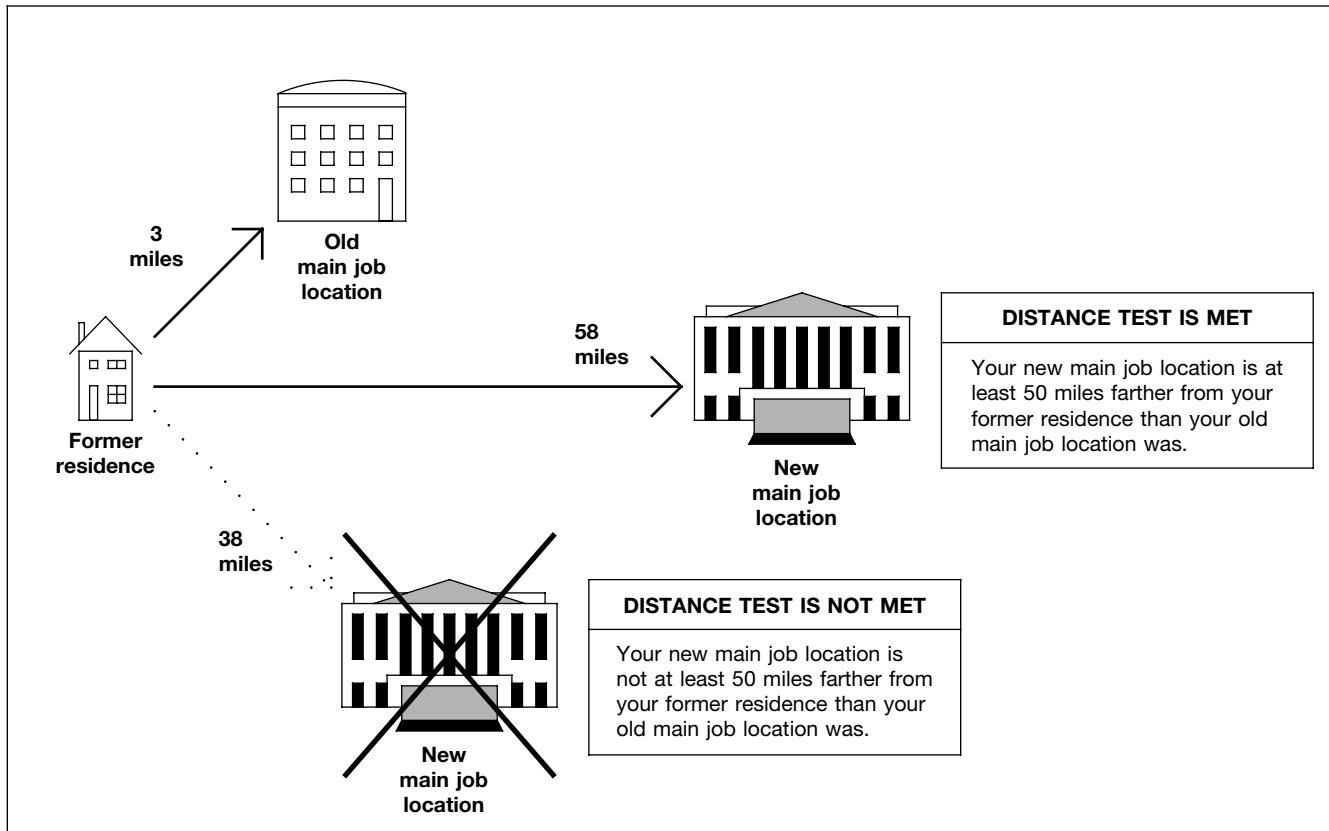 3
miles
Old
main job
location
58
miles
DISTANCE TEST IS MET
Your new main job location is at
least 50 miles farther from your
former residence than your old
main job location was.
Former
residence
New
main job
location
38
miles
DISTANCE TEST IS NOT MET
Your new main job location is
not at least 50 miles farther from
your former residence than your
old main job location was.
New
main job
location